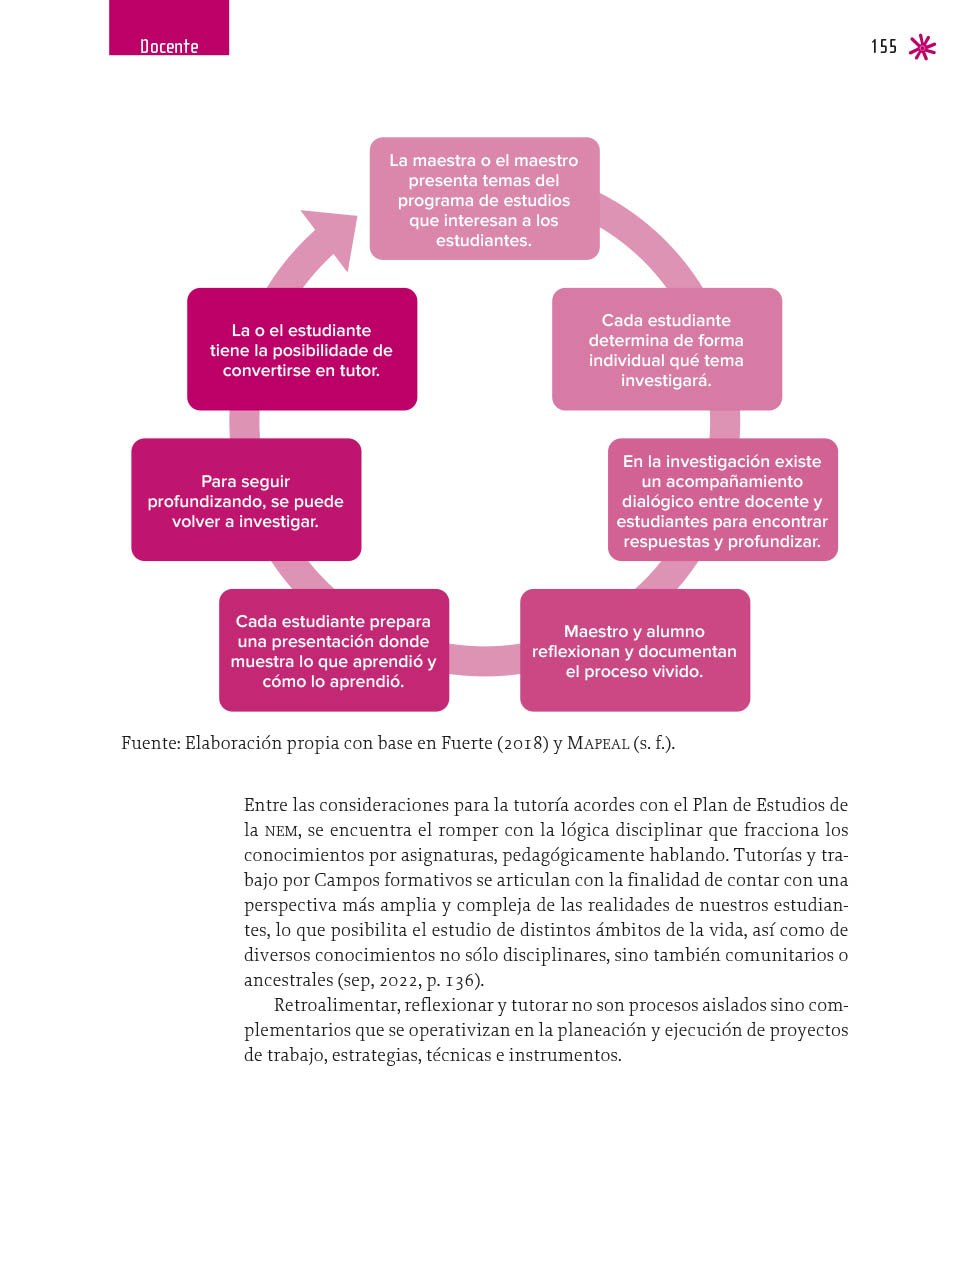 Docente
155
La maestra o el maestro
presenta temas del
programa de estudios
que interesan a los
estudiantes.
Cada estudiante
determina de forma
individual qué tema
investigará.
En la investigación existe
un acompañamiento
dialógico entre docente y
estudiantes para encontrar
respuestas y profundizar.
Maestro y alumno
reflexionan y documentan
el proceso vivido.
Cada estudiante prepara
una presentación donde
muestra lo que aprendió y
cómo lo aprendió.
Para seguir
profundizando, se puede
volver a investigar.
La o el estudiante
tiene la posibilidade de
convertirse en tutor.
Fuente: Elaboración propia con base en Fuerte (2018) y MAPEAL (s. f.).
Entre las consideraciones para la tutoría acordes con el Plan de Estudios de
la NEM, se encuentra el romper con la lógica disciplinar que fracciona los
conocimientos por asignaturas, pedagógicamente hablando. Tutorías y tra-
bajo por Campos formativos se articulan con la finalidad de contar con una
perspectiva más amplia y compleja de las realidades de nuestros estudian-
tes, lo que posibilita el estudio de distintos ámbitos de la vida, así como de
diversos conocimientos no sólo disciplinares, sino también comunitarios o
ancestrales (sep, 2022, p. 136).
Retroalimentar, reflexionar y tutorar no son procesos aislados sino com-
plementarios que se operativizan en la planeación y ejecución de proyectos
de trabajo, estrategias, técnicas e instrumentos.